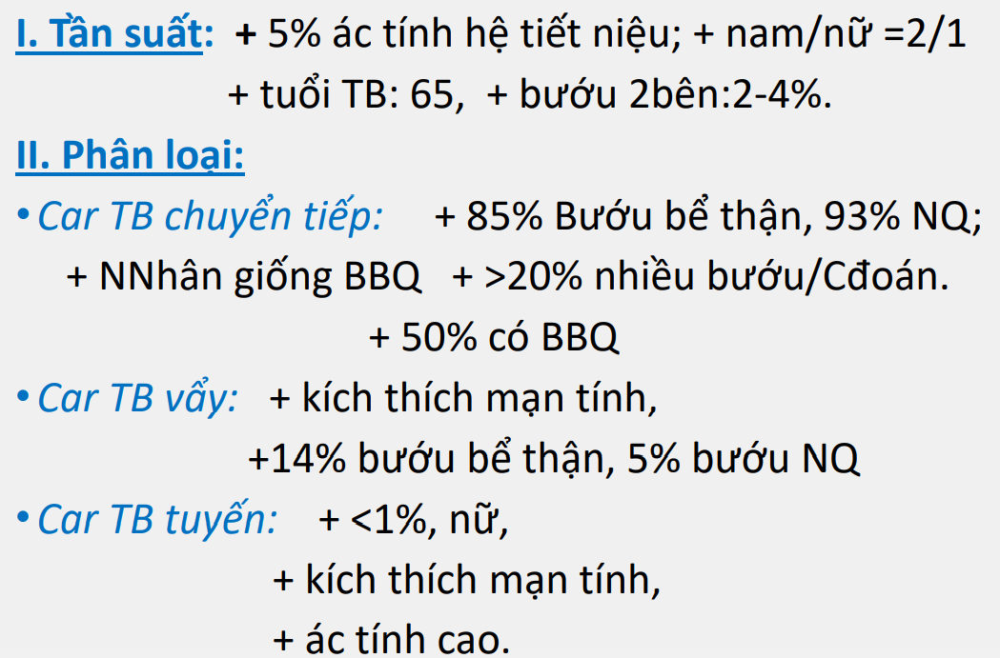 I. Tần suất: + 5% ác tính hệ tiết niệu; + nam/nữ =2/1
+ tuổi TB: 65, + bướu 2bên:2-4%.
II. Phân loại:
• Car TB chuyển tiếp: + 85% Bướu bể thận, 93% NQ;
+ NNhân giống BBQ + >20% nhiều bướu/Cđoán.
+ 50% có BBQ
• Car TB vẩy: + kích thích mạn tính,
+14% bướu bể thận, 5% bướu NQ
• Car TB tuyến: + <1%, nữ,
+ kích thích mạn tính,
+ ác tính cao.